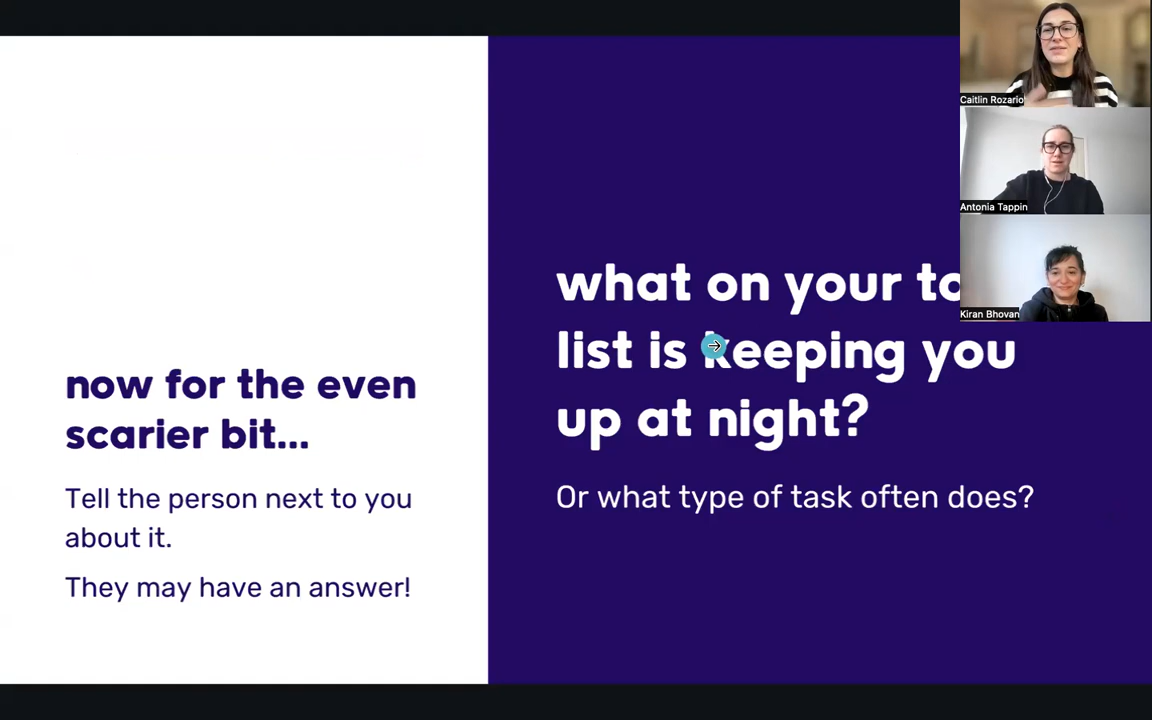 now for the even
scarier bit...
Tell the person next to you
about it.
They may have an answer!
what on your to
list is keeping you
up at night?
Or what type of task often does?
Caitlin Rozario
Antonia Tappin
Kiran Bhovan